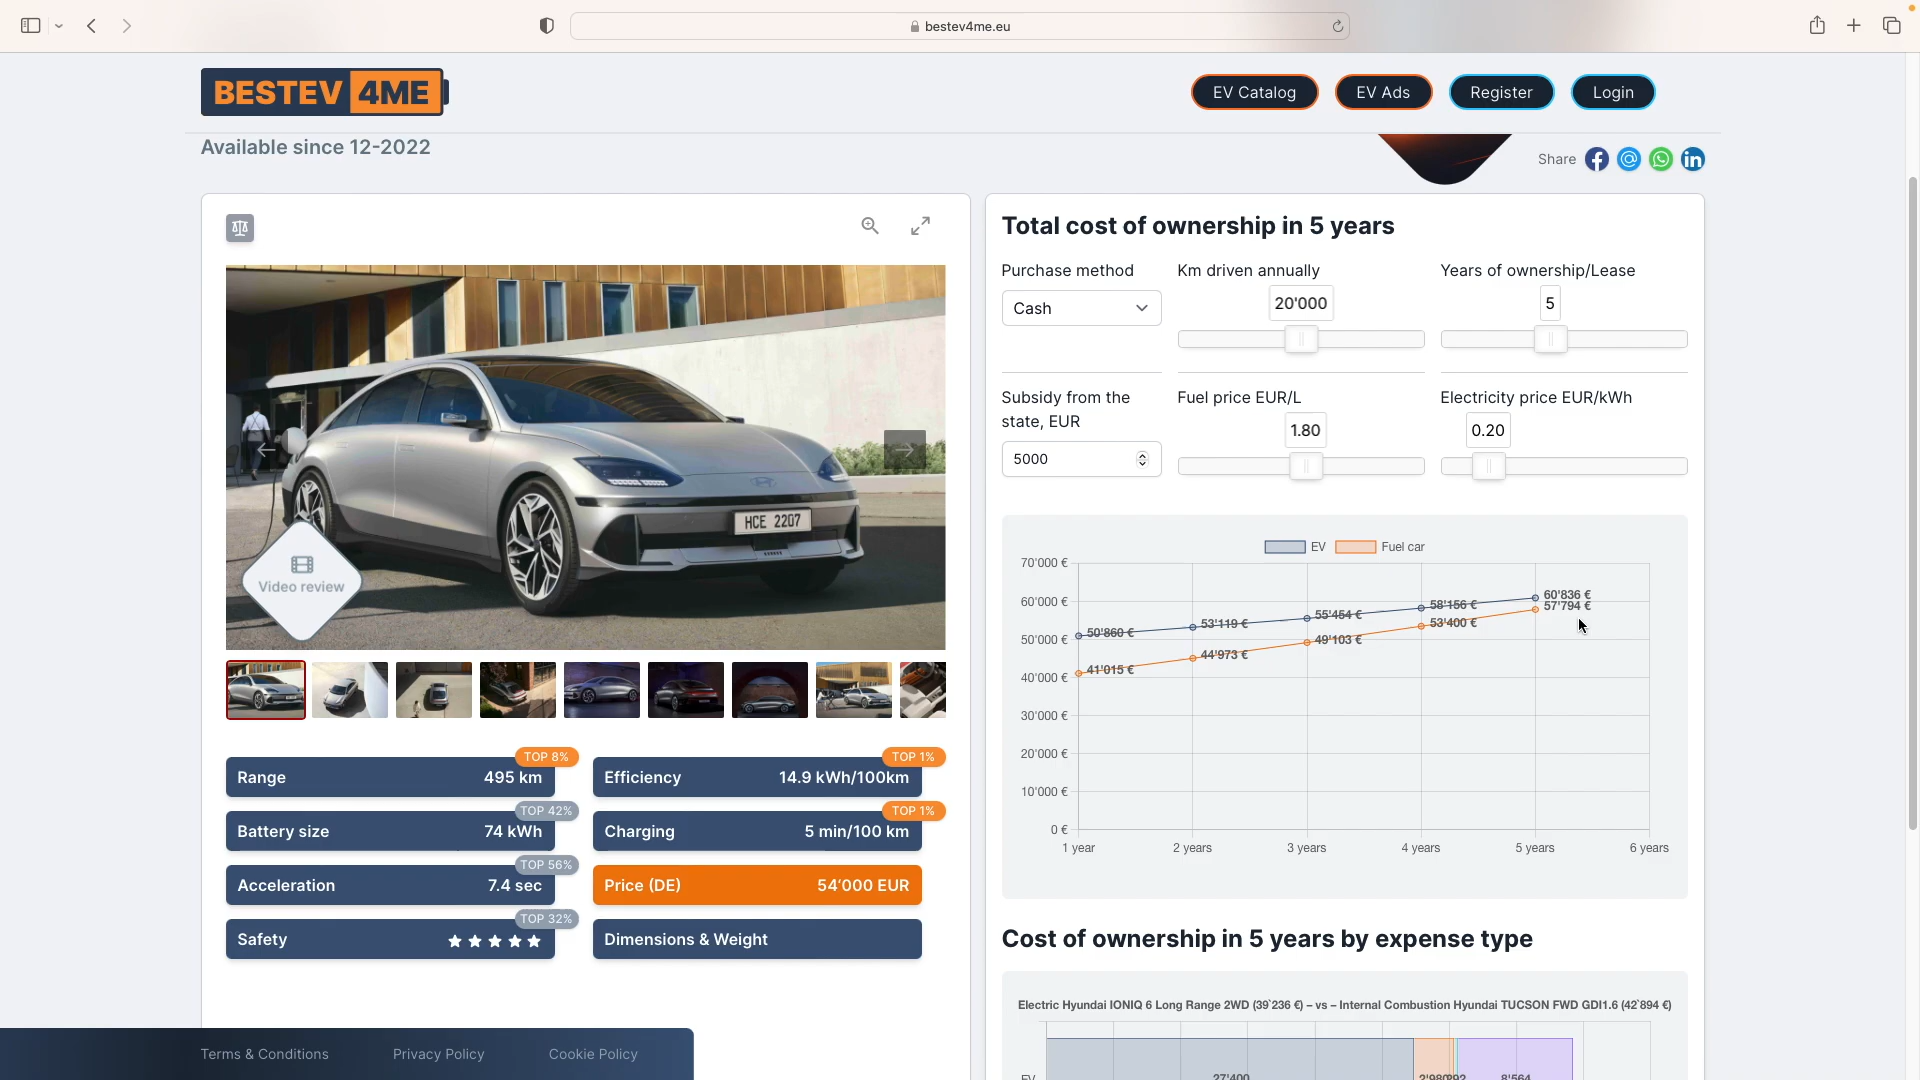 bestev4me.eu
BESTEV 4ME
EV Catalog
EV Ads
Register
Login
Available since 12-2022
Share
Total cost of ownership in 5 years
Purchase method
Km driven annually
Years of ownership/Lease
Cash
20'000
5
Subsidy from the
state, EUR
Fuel price EUR/L
Electricity price EUR/kWh
5000
1.80
0.20
HCE 2207
Video review
EV
Fuel car
70'000 €
60'000 €
50'000 €
40'000 €
30'000 €
20'000 €
10'000 €
0 €
50'860 €
53'119 €
55'454 €
58'156 €
60'836 €
41'015 €
44'973 €
49'103 €
53'400 €
57'794 €
1 year
2 years
3 years
4 years
5 years
6 years
TOP 8%
Range 495 km
TOP 1%
Efficiency 14.9 kWh/100km
TOP 42%
Battery size 74 kWh
TOP 1%
Charging 5 min/100 km
TOP 56%
Acceleration 7.4 sec
Price (DE) 54'000 EUR
TOP 32%
Safety
Dimensions & Weight
Cost of ownership in 5 years by expense type
Electric Hyundai IONIQ 6 Long Range 2WD (39`236 €) – vs – Internal Combustion Hyundai TUCSON FWD GDI1.6 (42`894 €)
EV
27'400
8'564
Terms & Conditions
Privacy Policy
Cookie Policy